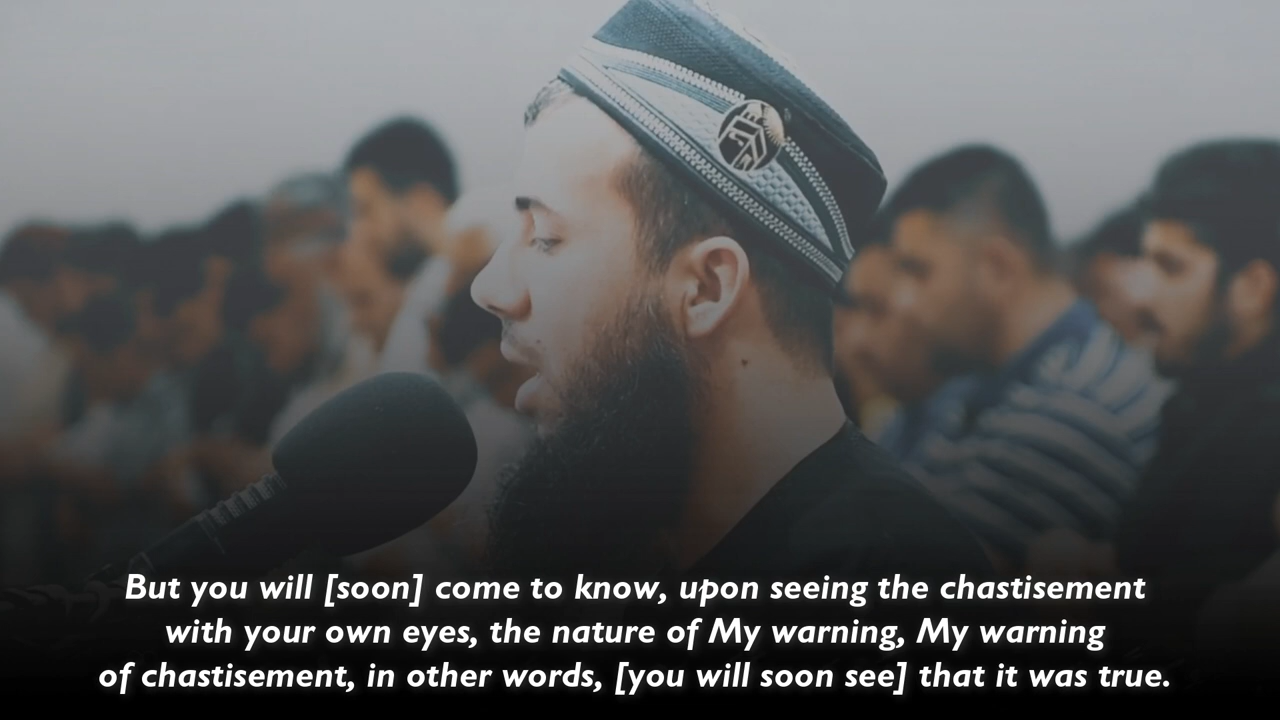 But you will [soon] come to know, upon seeing the chastisement
with your own eyes, the nature of My warning, My warning
of chastisement, in other words, [you will soon see] that it was true.